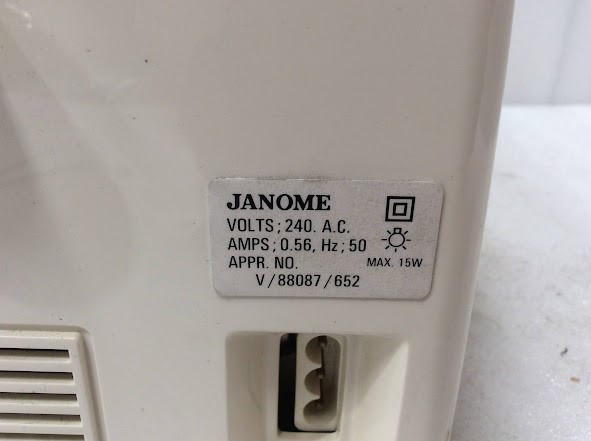 JANOME
VOLTS; 240. A.C.
AMPS; 0.56, Hz; 50
APPR. NO. MAX. 15W
V/88087/652